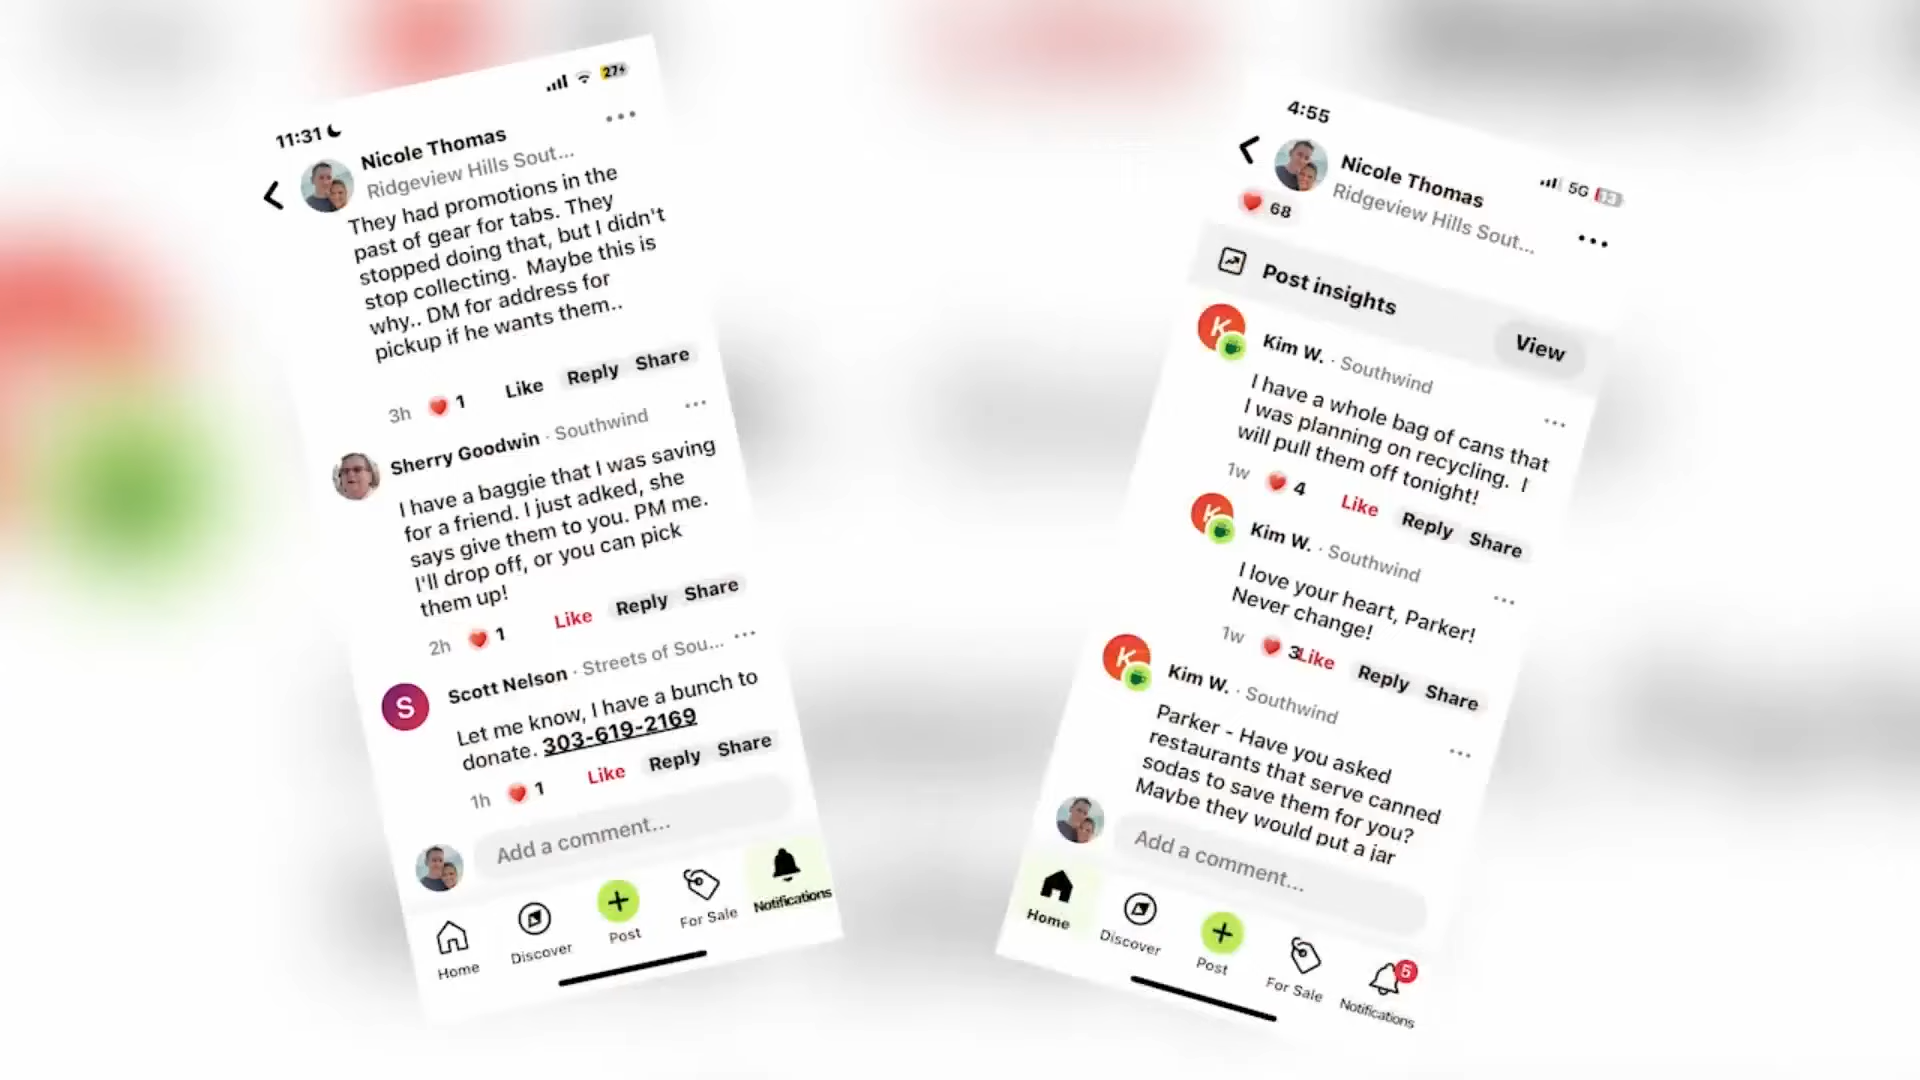 11:31
27
Nicole Thomas
Ridgeview Hills Sout...
They had promotions in the
past of gear for tabs. They
stopped doing that, but I didn't
stop collecting. Maybe this is
why.. DM for address for
pickup if he wants them..
3h 1 Like Reply Share
Sherry Goodwin · Southwind
I have a baggie that I was saving
for a friend. I just adked, she
says give them to you. PM me.
I'll drop off, or you can pick
them up!
2h 1 Like Reply Share
S
Scott Nelson · Streets of Sou...
Let me know, I have a bunch to
donate. 303-619-2169
1h 1 Like Reply Share
Add a comment...
Home Discover Post For Sale Notifications
4:55
5G 13
Nicole Thomas
Ridgeview Hills Sout...
68
Post insights
View
K
Kim W. · Southwind
I have a whole bag of cans that
I was planning on recycling. I
will pull them off tonight!
1w 4 Like Reply Share
K
Kim W. · Southwind
I love your heart, Parker!
Never change!
1w 3 Like Reply Share
K
Kim W. · Southwind
Parker - Have you asked
restaurants that serve canned
sodas to save them for you?
Maybe they would put a jar
Add a comment...
Home Discover Post For Sale Notifications
5